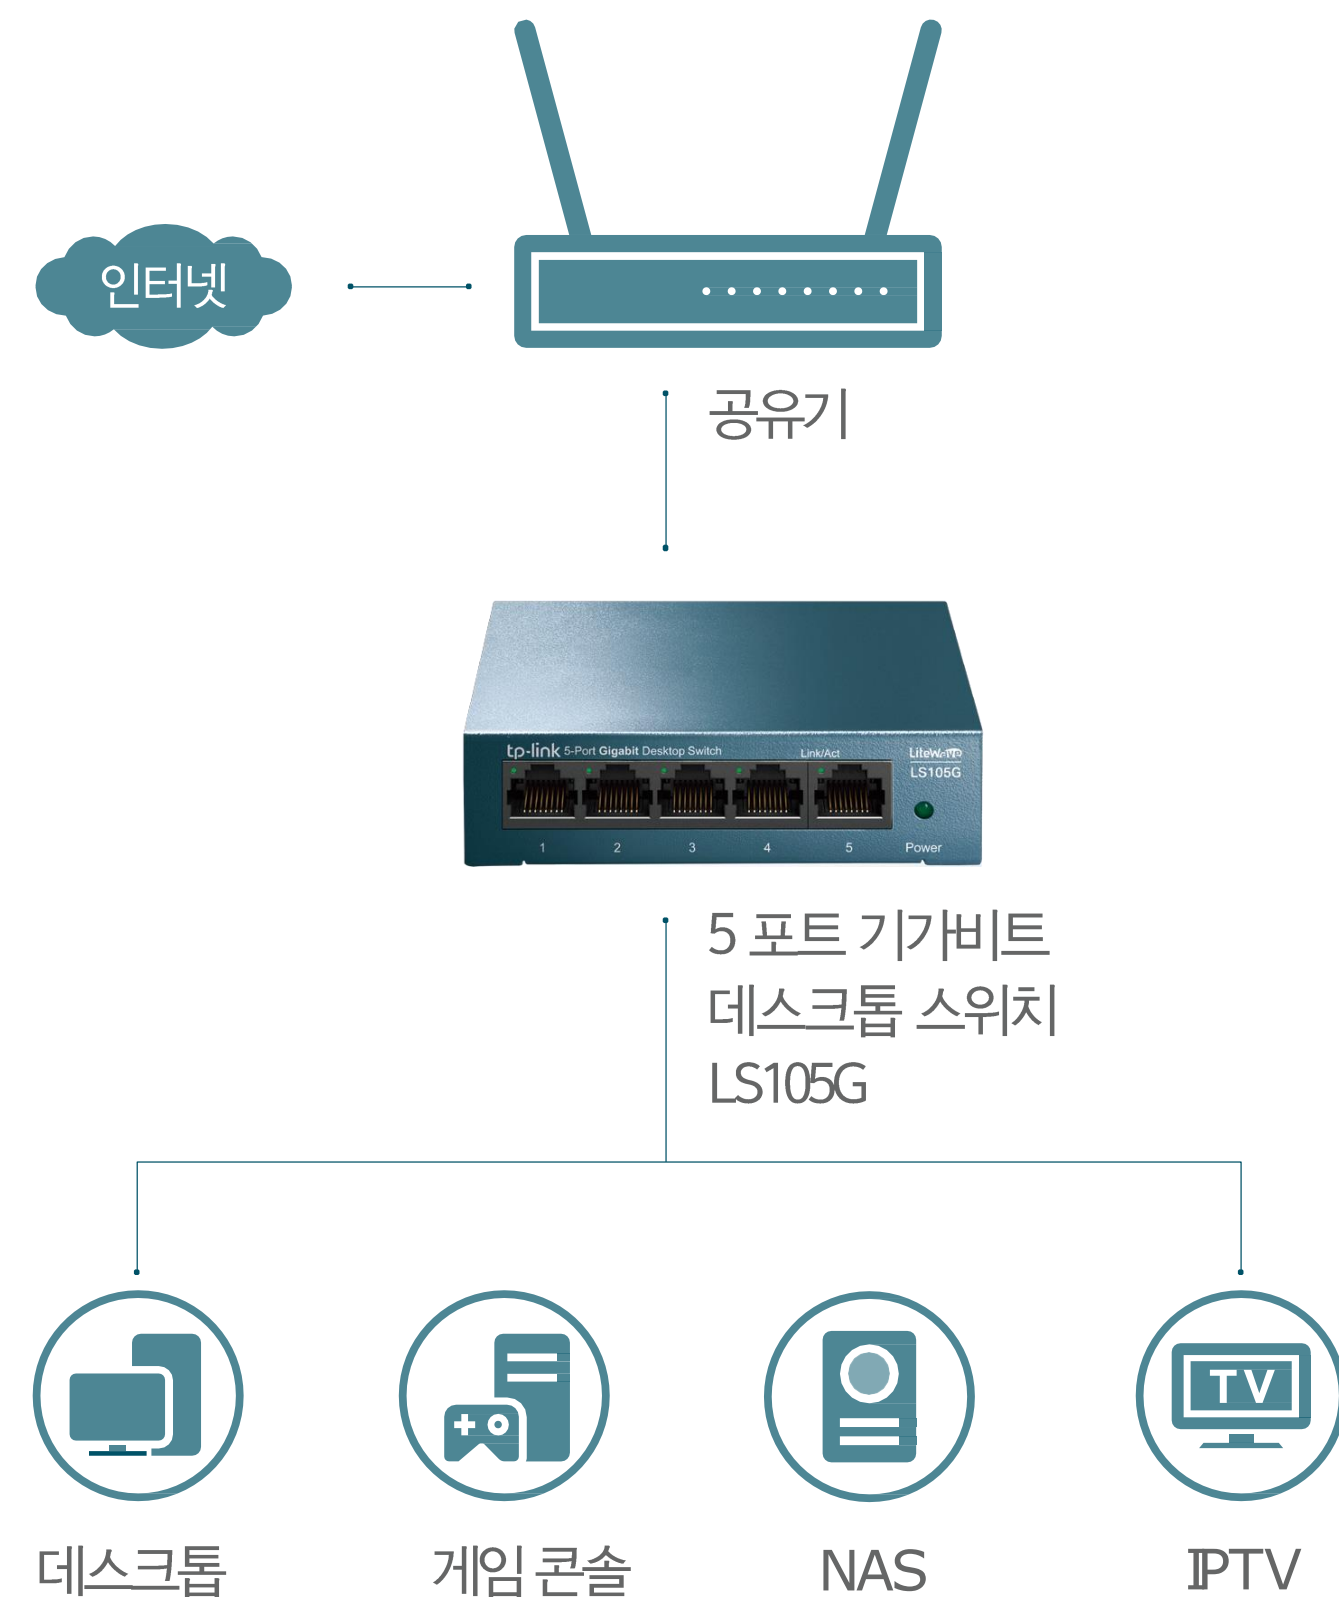 인터넷
공유기
tp-link 5-Port Gigabit Desktop Switch
Link/Act
LiteWave
LS105G
1 2 3 4 5 Power
5 포트 기가비트
데스크톱 스위치
LS105G
TV
데스크톱
게임 콘솔
NAS
IPTV